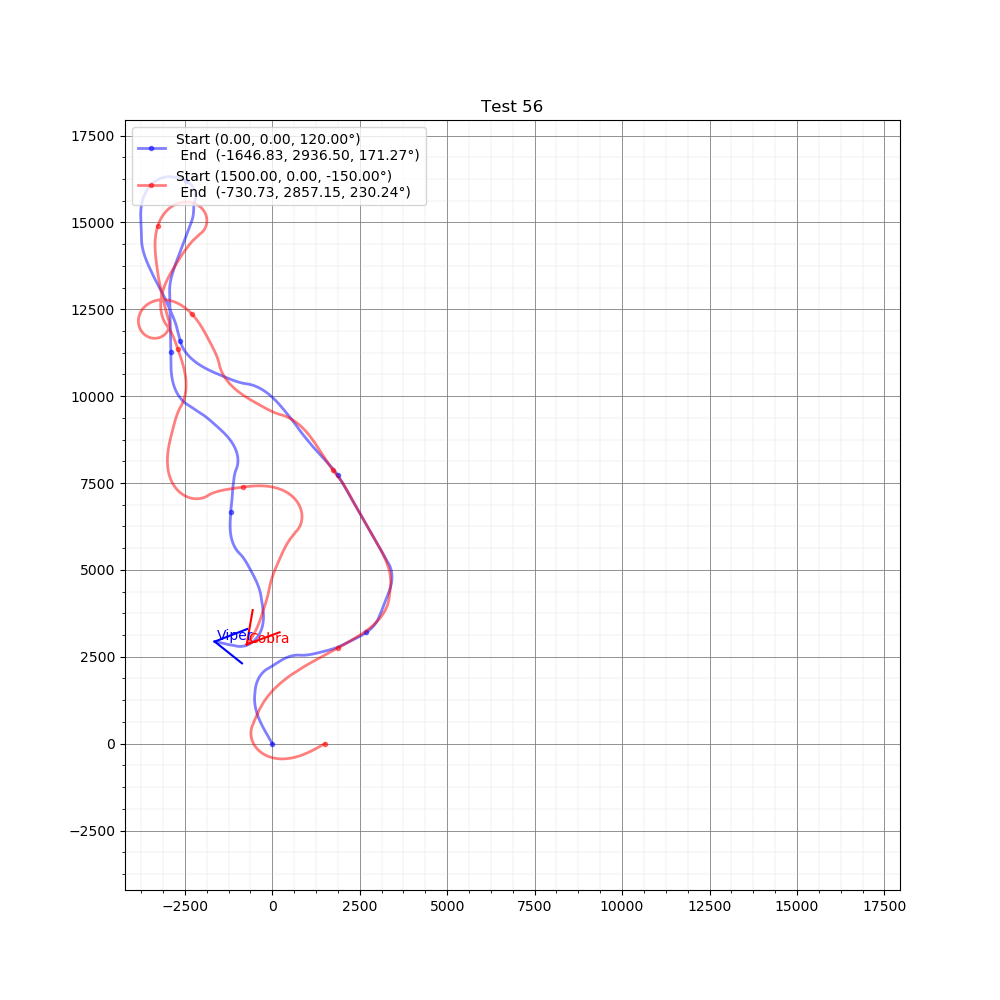 Test 56
Start (0.00, 0.00, 120.00°)
End (-1646.83, 2936.50, 171.27°)
Start (1500.00, 0.00, -150.00°)
End (-730.73, 2857.15, 230.24°)
17500
15000
12500
10000
7500
5000
2500
0
−2500
Viper
Cobra
−2500 0 2500 5000 7500 10000 12500 15000 17500